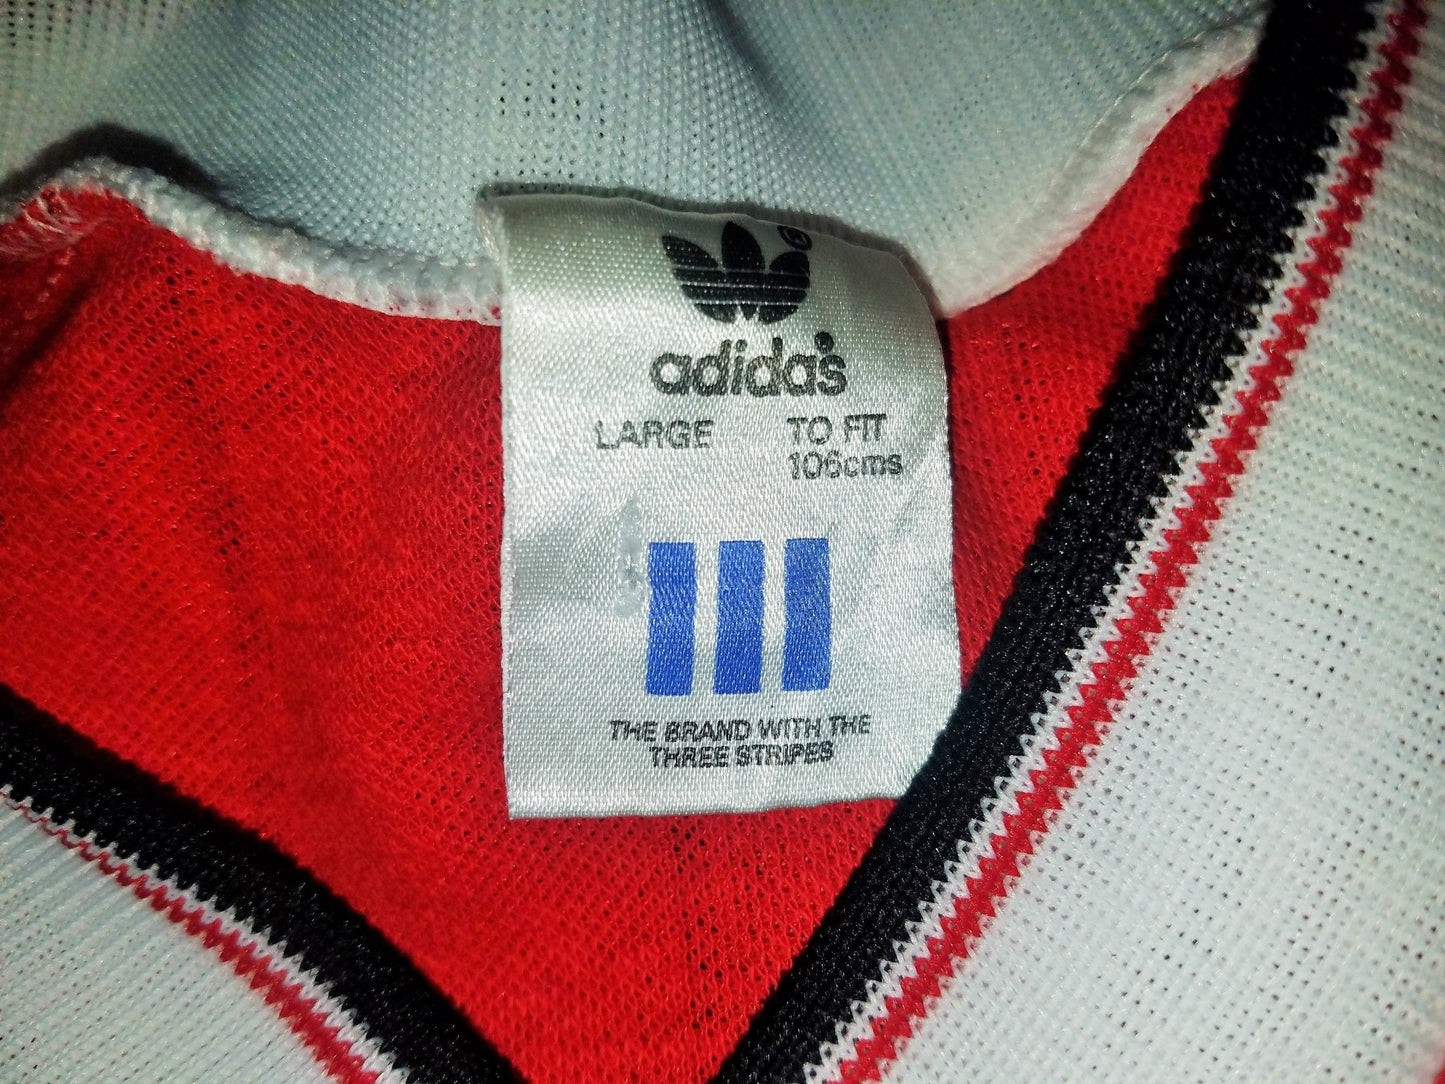 adidas
LARGE TO FIT
106cms
THE BRAND WITH THE
THREE STRIPES